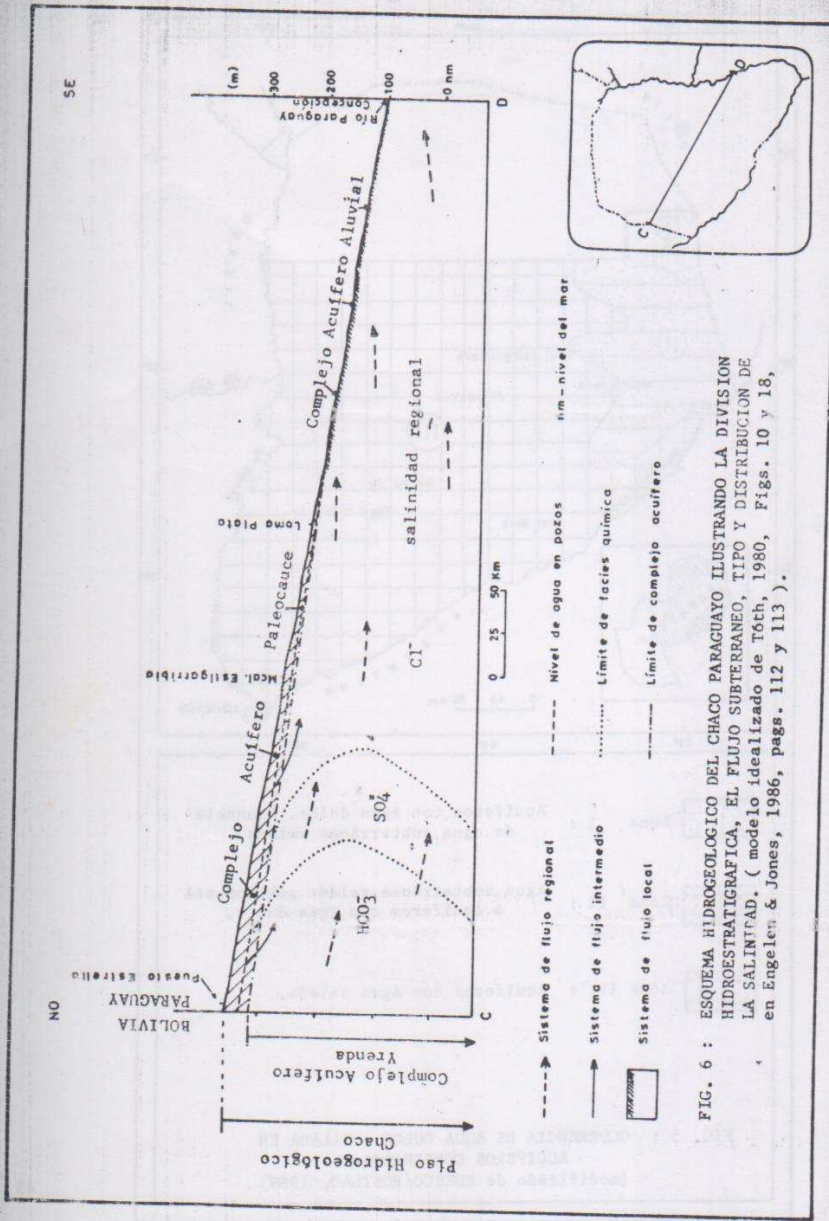 NO
SE
BOLIVIA
PARAGUAY
Puesto Estrella
Mcal. Estigarribia
Loma Plata
Río Paraguay
Concepción
(m)
300
200
100
0 nm
Piso Hidrogeológico
Chaco
Complejo Acuífero
Yrenda
Complejo Acuífero Paleocauce
Complejo Acuífero Aluvial
HCO₃⁻
SO₄⁼
Cl⁻
salinidad regional
C
D
0 25 50 Km
Sistema de flujo regional
Sistema de flujo intermedio
Sistema de flujo local
Nivel de agua en pozos
Límite de facies química
Límite de complejo acuífero
nm-nivel del mar
C
D
FIG. 6 : ESQUEMA HIDROGEOLOGICO DEL CHACO PARAGUAYO ILUSTRANDO LA DIVISION
HIDROESTRATIGRAFICA, EL FLUJO SUBTERRANEO, TIPO Y DISTRIBUCION DE
LA SALINIDAD. ( modelo idealizado de Tóth, 1980, Figs. 10 y 18,
en Engelen & Jones, 1986, pags. 112 y 113 ).